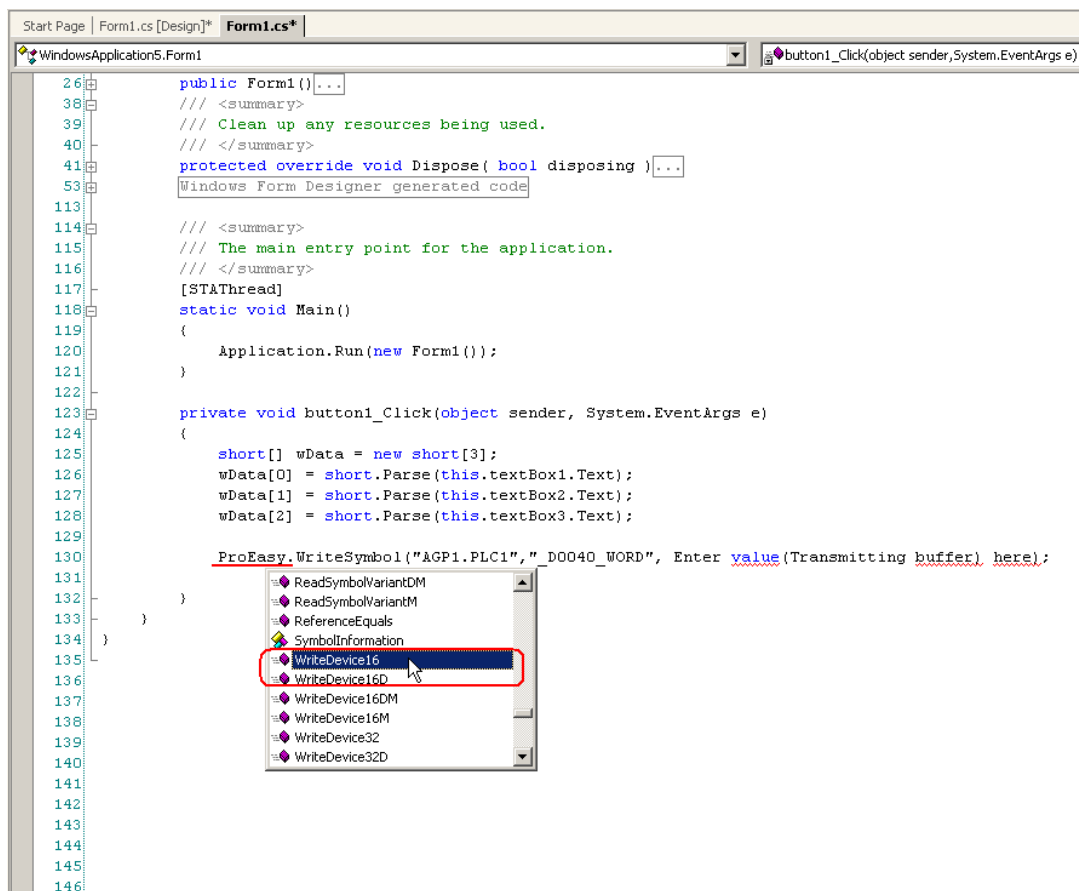 Start Page | Form1.cs [Design]* Form1.cs*
WindowsApplication5.Form1 button1_Click(object sender,System.EventArgs e)
26 public Form1()...
38 /// <summary>
39 /// Clean up any resources being used.
40 /// </summary>
41 protected override void Dispose( bool disposing )...
53 Windows Form Designer generated code
113
114 /// <summary>
115 /// The main entry point for the application.
116 /// </summary>
117 [STAThread]
118 static void Main()
119 {
120 Application.Run(new Form1());
121 }
122
123 private void button1_Click(object sender, System.EventArgs e)
124 {
125 short[] wData = new short[3];
126 wData[0] = short.Parse(this.textBox1.Text);
127 wData[1] = short.Parse(this.textBox2.Text);
128 wData[2] = short.Parse(this.textBox3.Text);
129
130 ProEasy.WriteSymbol("AGP1.PLC1","_D0040_WORD", Enter value(Transmitting buffer) here);
131 ReadSymbolVariantDM
132 } ReadSymbolVariantM
133 } ReferenceEquals
134 } SymbolInformation
135 WriteDevice16
136 WriteDevice16D
137 WriteDevice16DM
138 WriteDevice16M
139 WriteDevice32
140 WriteDevice32D
141
142
143
144
145
146